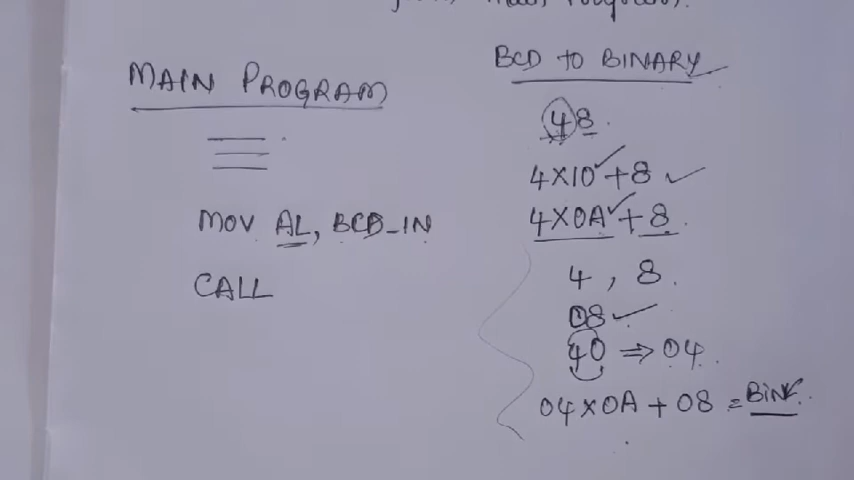 MAIN PROGRAM
MOV AL, BCD_IN
CALL
BCD to BINARY
48.
4X10+8
4X0A+8.
4, 8.
08
40 ⇒ 04.
04X0A + 08 =